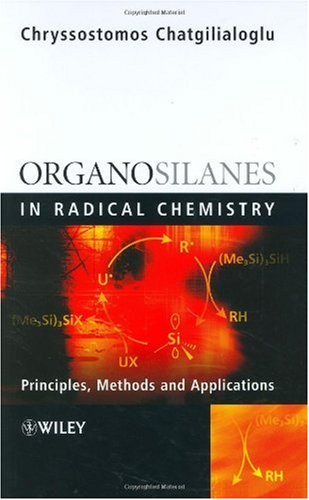 Chryssostomos Chatgilialoglu
ORGANOSILANES
IN RADICAL CHEMISTRY
R•
(Me₃Si)₃SiH
U•
(Me₃Si)₃SiX
RH
Si
UX
Principles, Methods and Applications
WILEY
(Me₃Si)₃
RH